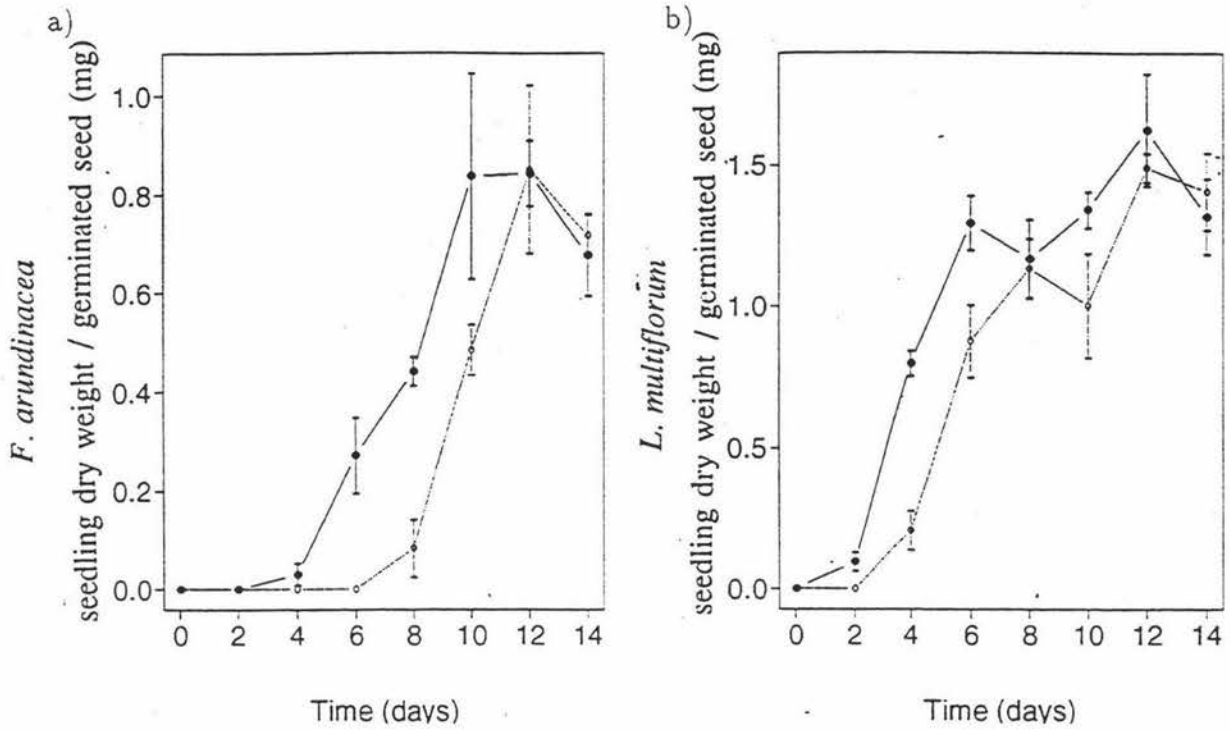 a)
F. arundinacea
seedling dry weight / germinated seed (mg)
1.0
0.8
0.6
0.4
0.2
0.0
0 2 4 6 8 10 12 14
Time (days)
b)
L. multiflorum
seedling dry weight / germinated seed (mg)
1.5
1.0
0.5
0.0
0 2 4 6 8 10 12 14
Time (days)